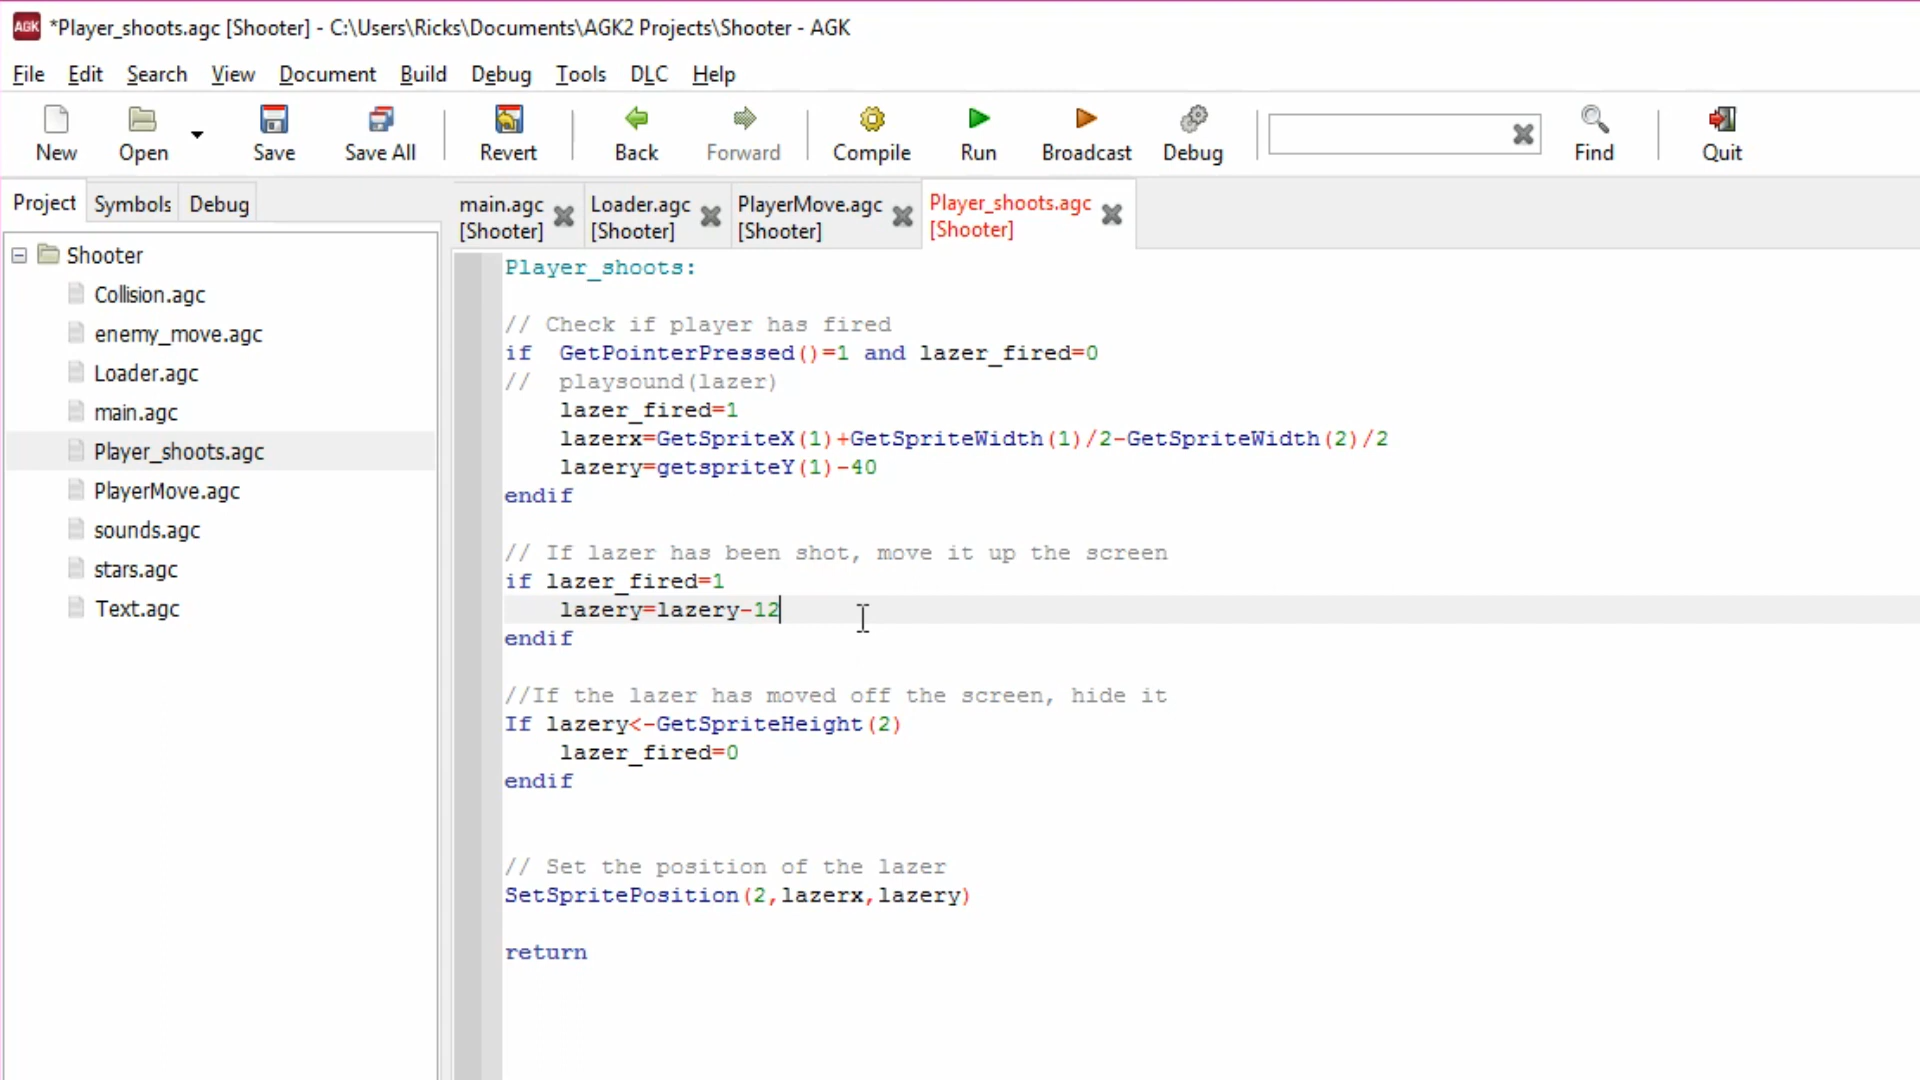 AGK *Player_shoots.agc [Shooter] - C:\Users\Ricks\Documents\AGK2 Projects\Shooter - AGK
File Edit Search View Document Build Debug Tools DLC Help
New Open Save Save All Revert Back Forward Compile Run Broadcast Debug Find Quit
Project Symbols Debug
main.agc [Shooter]
Loader.agc [Shooter]
PlayerMove.agc [Shooter]
Player_shoots.agc [Shooter]
Shooter
Collision.agc
enemy_move.agc
Loader.agc
main.agc
Player_shoots.agc
PlayerMove.agc
sounds.agc
stars.agc
Text.agc
Player_shoots:
// Check if player has fired
if  GetPointerPressed()=1 and lazer_fired=0
//  playsound(lazer)
    lazer_fired=1
    lazerx=GetSpriteX(1)+GetSpriteWidth(1)/2-GetSpriteWidth(2)/2
    lazery=getspriteY(1)-40
endif
// If lazer has been shot, move it up the screen
if lazer_fired=1
    lazery=lazery-12
endif
//If the lazer has moved off the screen, hide it
If lazery<-GetSpriteHeight(2)
    lazer_fired=0
endif
// Set the position of the lazer
SetSpritePosition(2,lazerx,lazery)
return